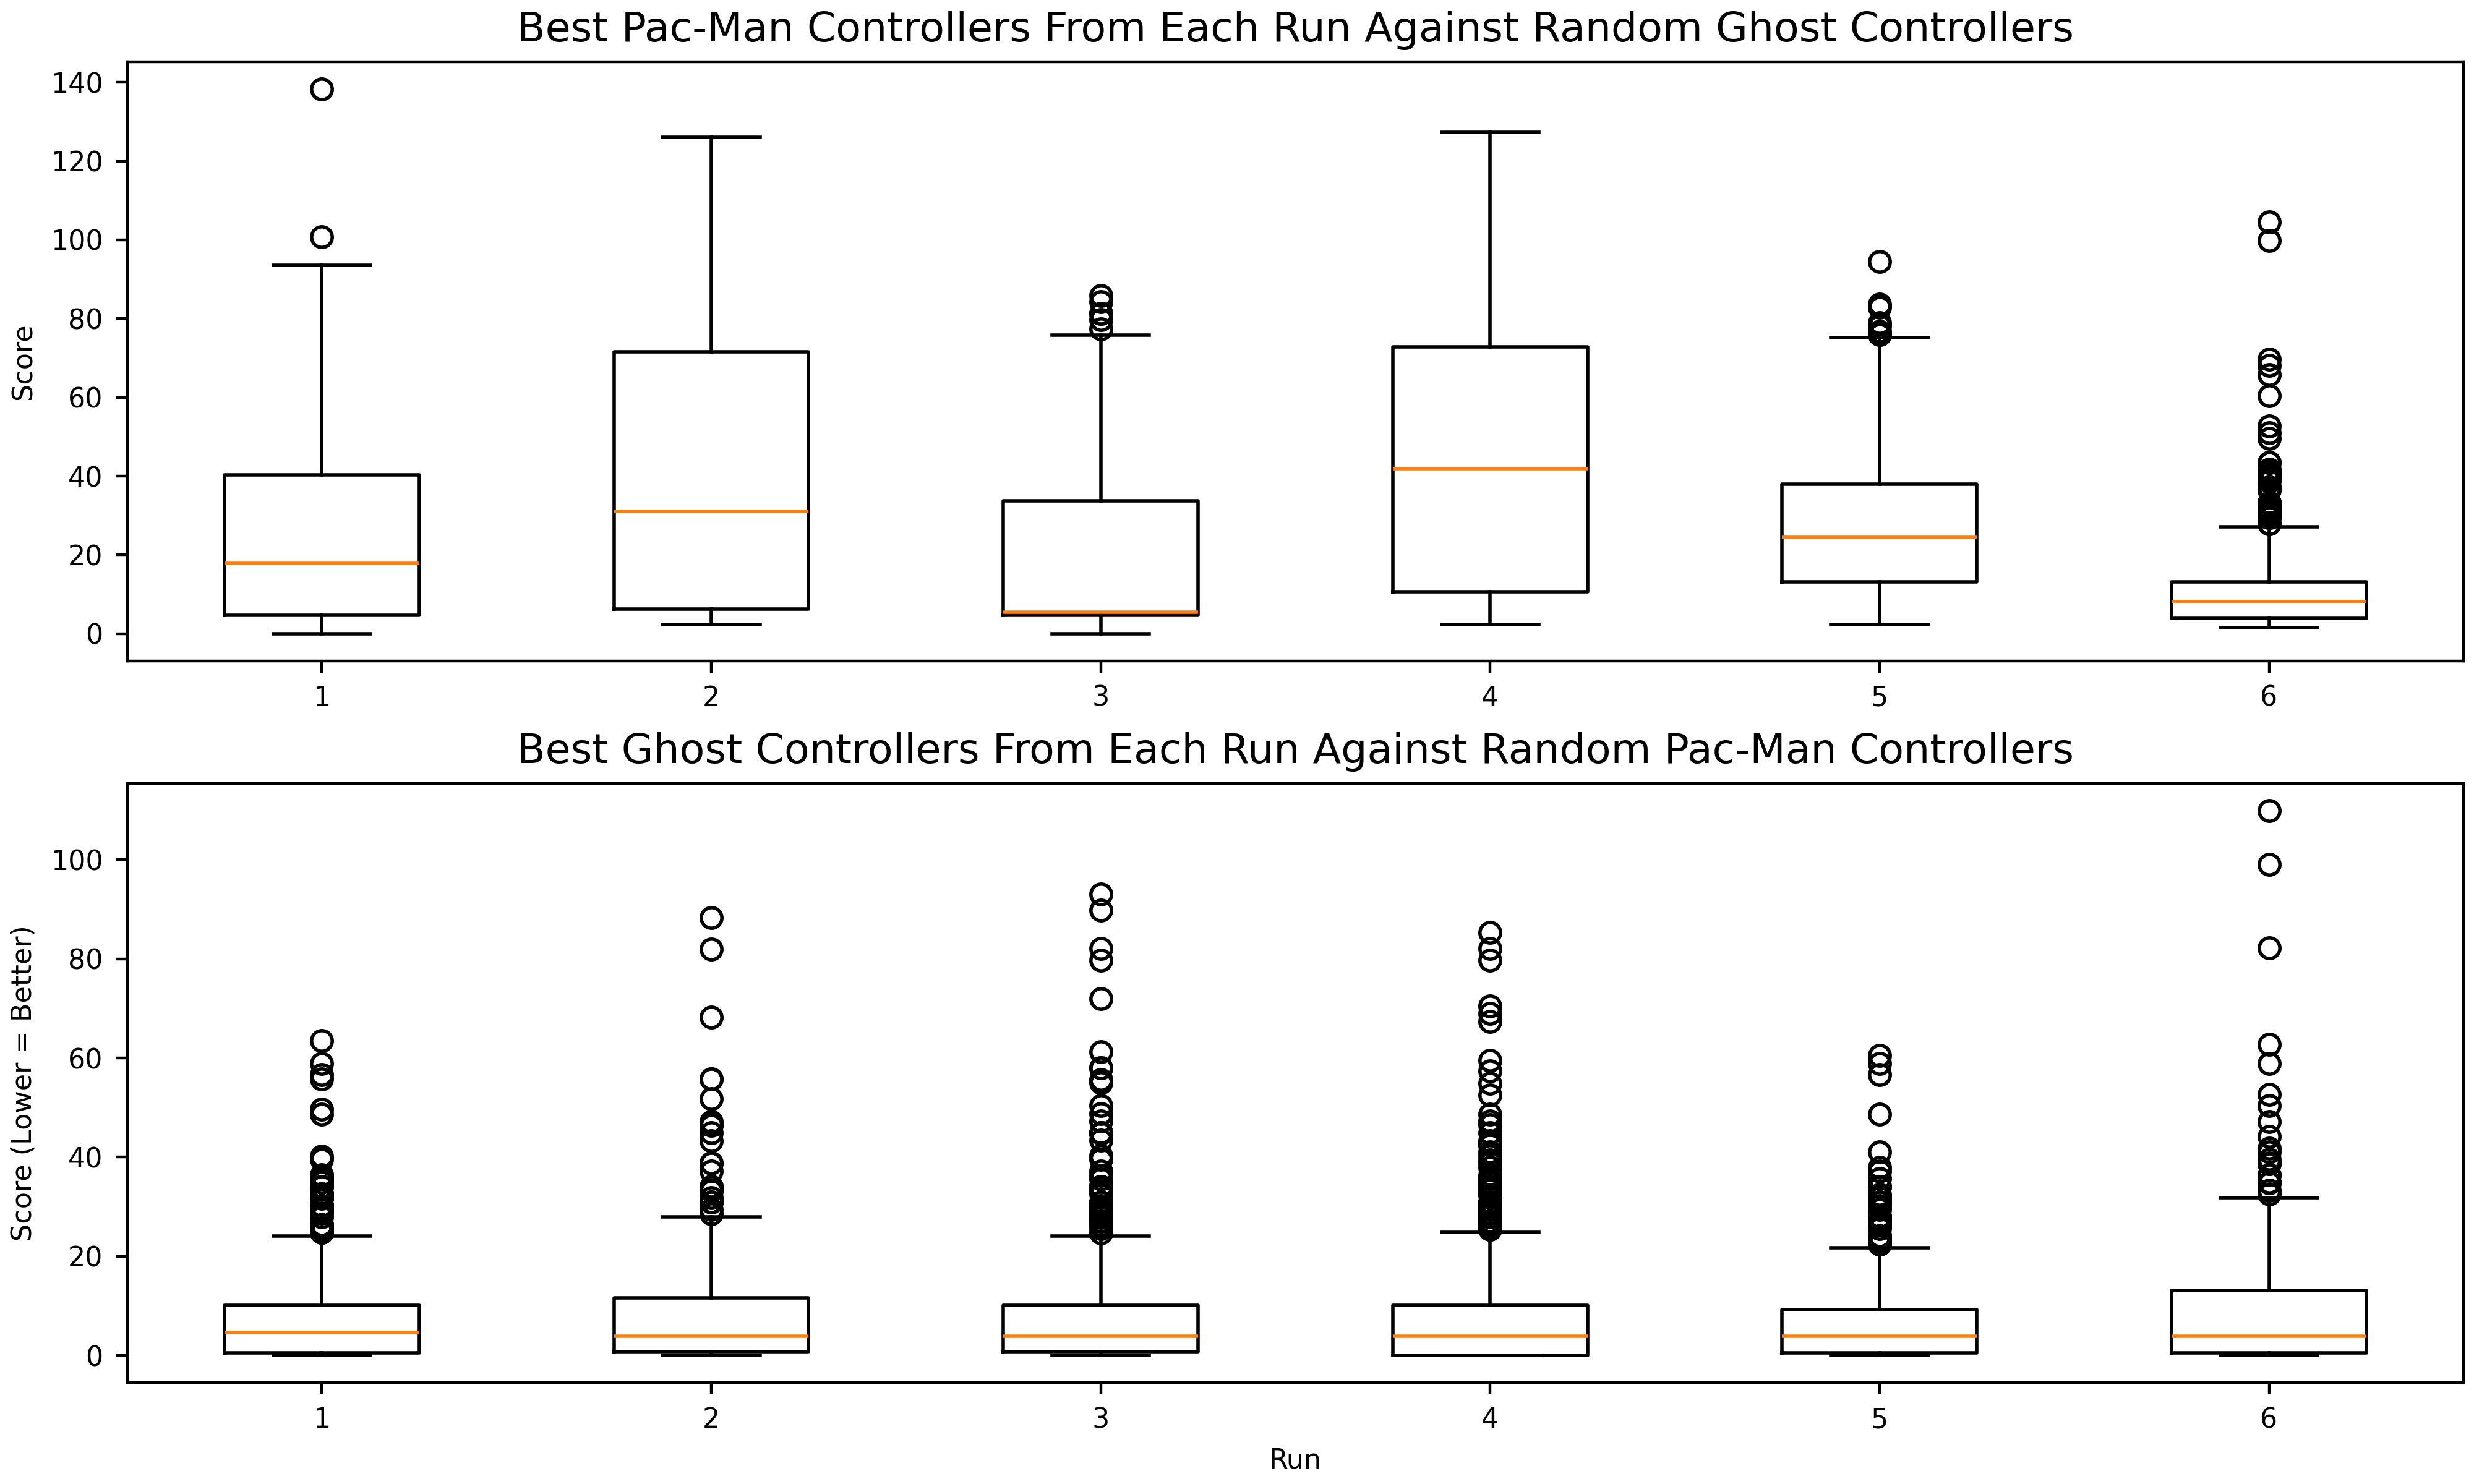 Best Pac-Man Controllers From Each Run Against Random Ghost Controllers
140
120
100
80
60
40
20
0
Score
1 2 3 4 5 6
Best Ghost Controllers From Each Run Against Random Pac-Man Controllers
100
80
60
40
20
0
Score (Lower = Better)
1 2 3 4 5 6
Run